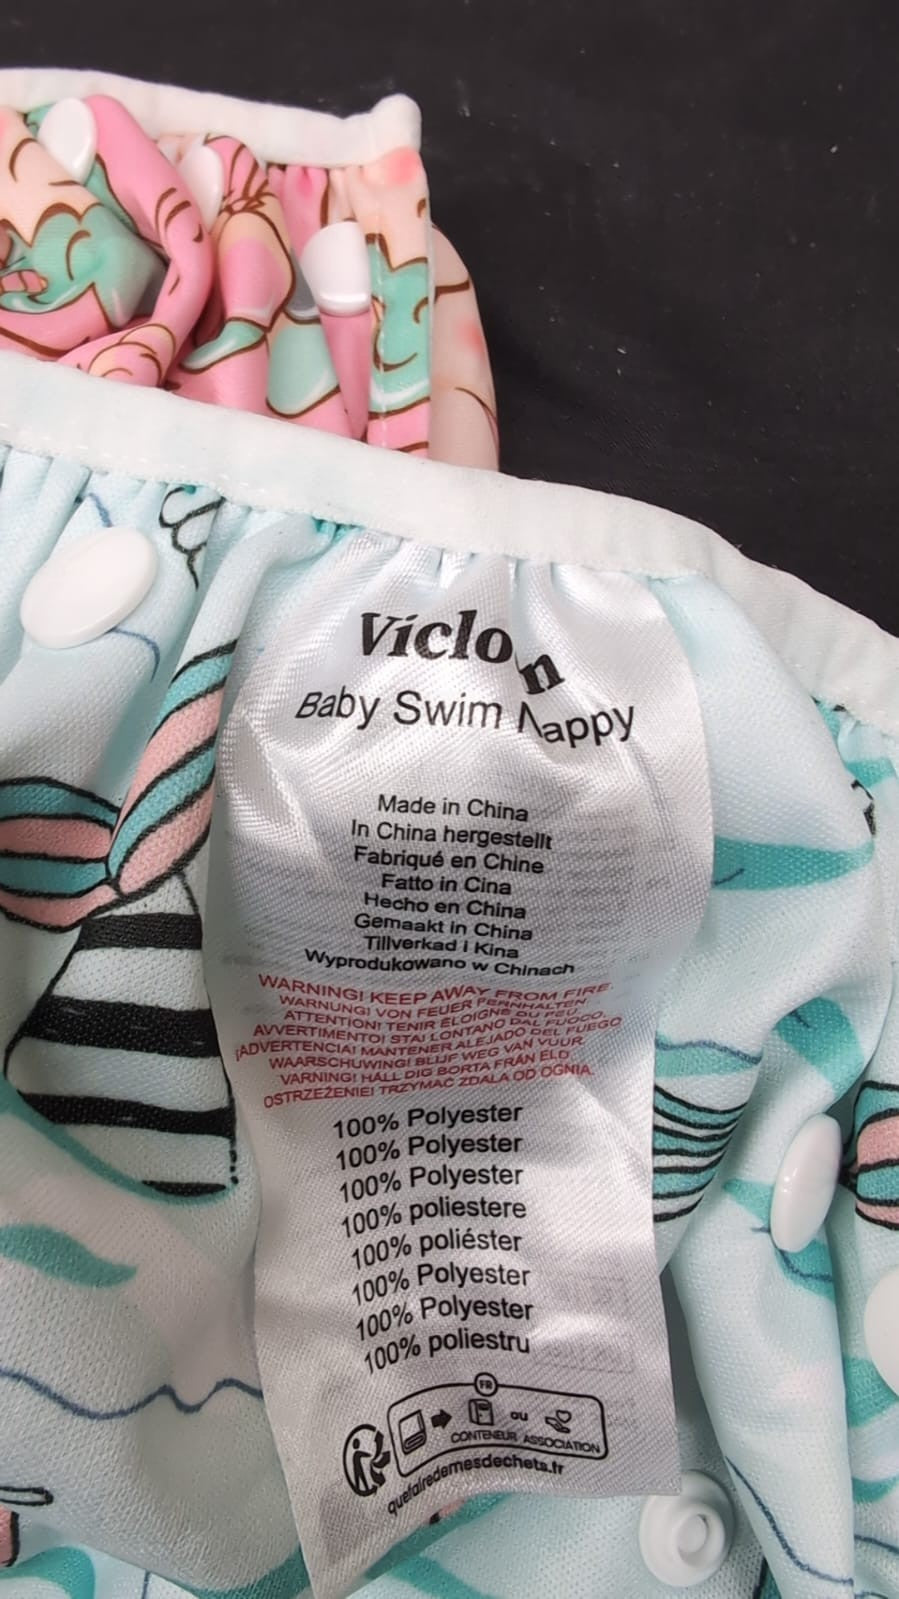 Vicloon
Baby Swim Nappy
Made in China
In China hergestellt
Fabriqué en Chine
Fatto in Cina
Hecho en China
Gemaakt in China
Tillverkad i Kina
Wyprodukowano w Chinach
WARNING! KEEP AWAY FROM FIRE.
WARNUNG! VON FEUER FERNHALTEN.
ATTENTION! TENIR ÉLOIGNÉ DU FEU.
AVVERTIMENTO! STAI LONTANO DAL FUOCO.
¡ADVERTENCIA! MANTENER ALEJADO DEL FUEGO
WAARSCHUWING! BLIJF WEG VAN VUUR.
VARNING! HÅLL DIG BORTA FRÅN ELD.
OSTRZEŻENIE! TRZYMAĆ ZDALA OD OGNIA.
100% Polyester
100% Polyester
100% Polyester
100% poliestere
100% poliéster
100% Polyester
100% Polyester
100% poliestru
FR
ou
CONTENEUR ASSOCIATION
quefairedemesdechets.fr